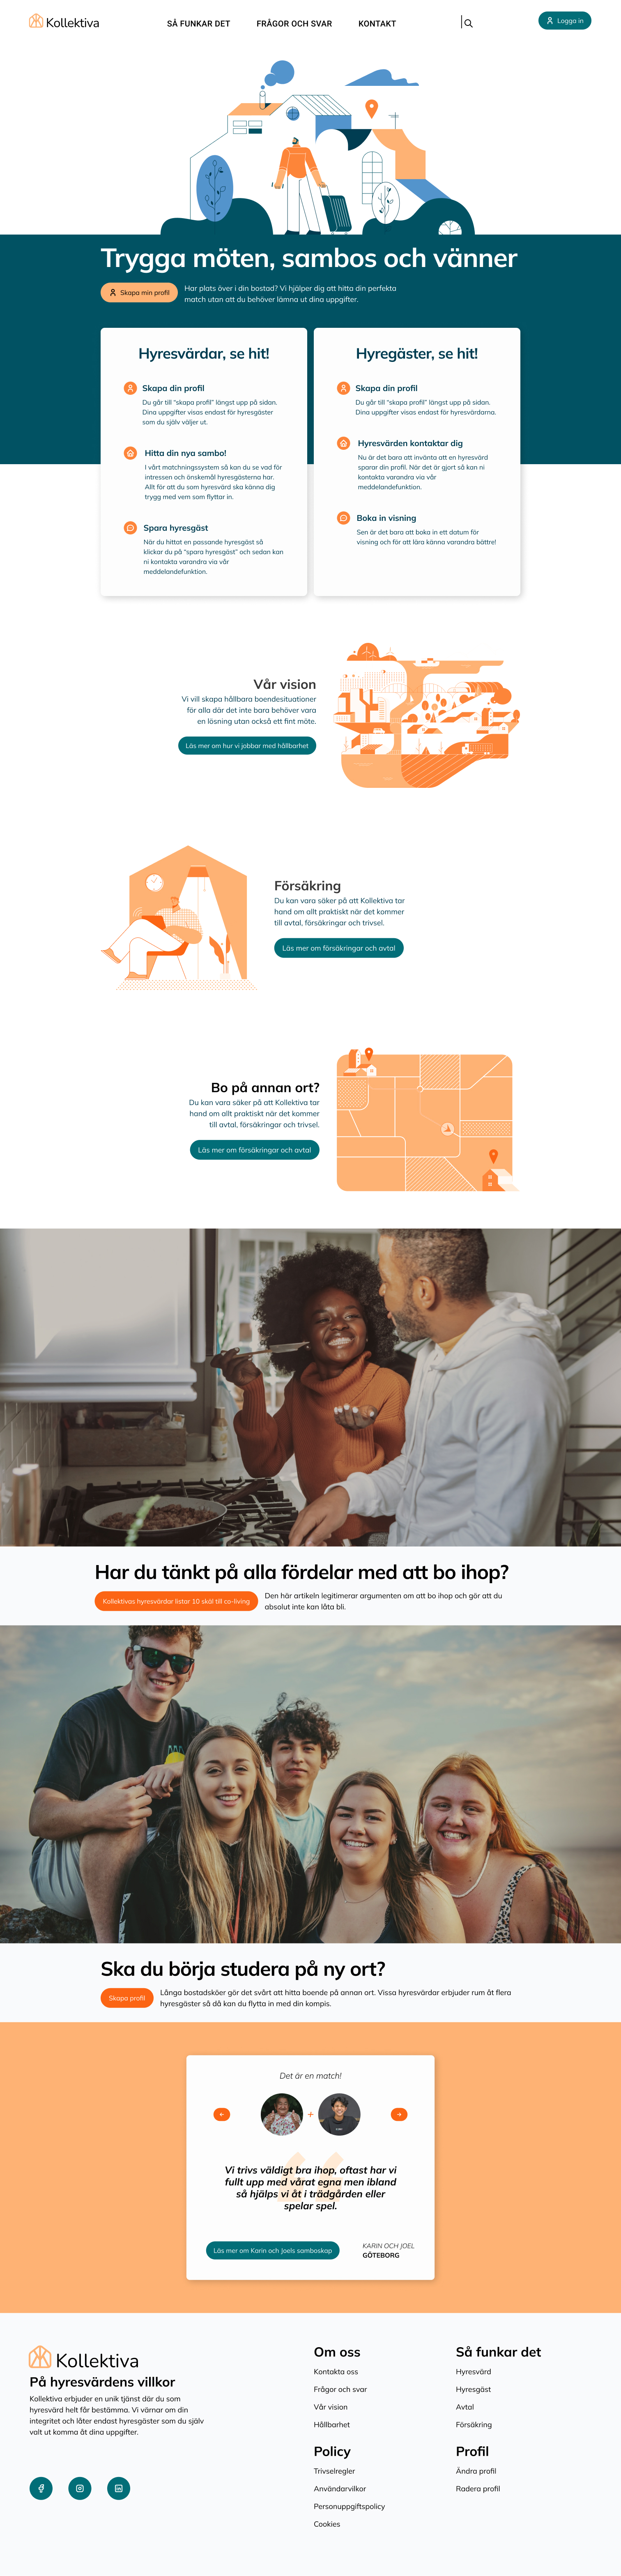 Kollektiva
SÅ FUNKAR DET
FRÅGOR OCH SVAR
KONTAKT
Logga in
Trygga möten, sambos och vänner
Skapa min profil
Har plats över i din bostad? Vi hjälper dig att hitta din perfekta
match utan att du behöver lämna ut dina uppgifter.
Hyresvärdar, se hit!
Skapa din profil
Du går till ”skapa profil” längst upp på sidan.
Dina uppgifter visas endast för hyresgäster
som du själv väljer ut.
Hitta din nya sambo!
I vårt matchningssystem så kan du se vad för
intressen och önskemål hyresgästerna har.
Allt för att du som hyresvärd ska känna dig
trygg med vem som flyttar in.
Spara hyresgäst
När du hittat en passande hyresgäst så
klickar du på ”spara hyresgäst” och sedan kan
ni kontakta varandra via vår
meddelandefunktion.
Hyregäster, se hit!
Skapa din profil
Du går till ”skapa profil” längst upp på sidan.
Dina uppgifter visas endast för hyresvärdarna.
Hyresvärden kontaktar dig
Nu är det bara att invänta att en hyresvärd
sparar din profil. När det är gjort så kan ni
kontakta varandra via vår
meddelandefunktion.
Boka in visning
Sen är det bara att boka in ett datum för
visning och för att lära känna varandra bättre!
Vår vision
Vi vill skapa hållbara boendesituationer
för alla där det inte bara behöver vara
en lösning utan också ett fint möte.
Läs mer om hur vi jobbar med hållbarhet
Försäkring
Du kan vara säker på att Kollektiva tar
hand om allt praktiskt när det kommer
till avtal, försäkringar och trivsel.
Läs mer om försäkringar och avtal
Bo på annan ort?
Du kan vara säker på att Kollektiva tar
hand om allt praktiskt när det kommer
till avtal, försäkringar och trivsel.
Läs mer om försäkringar och avtal
Har du tänkt på alla fördelar med att bo ihop?
Kollektivas hyresvärdar listar 10 skäl till co-living
Den här artikeln legitimerar argumenten om att bo ihop och gör att du
absolut inte kan låta bli.
Ska du börja studera på ny ort?
Skapa profil
Långa bostadsköer gör det svårt att hitta boende på annan ort. Vissa hyresvärdar erbjuder rum åt flera
hyresgäster så då kan du flytta in med din kompis.
Det är en match!
+
Vi trivs väldigt bra ihop, oftast har vi
fullt upp med vårat egna men ibland
så hjälps vi åt i trädgården eller
spelar spel.
Läs mer om Karin och Joels samboskap
KARIN OCH JOEL
GÖTEBORG
Kollektiva
På hyresvärdens villkor
Kollektiva erbjuder en unik tjänst där du som
hyresvärd helt får bestämma. Vi värnar om din
integritet och låter endast hyresgäster som du själv
valt ut komma åt dina uppgifter.
Om oss
Kontakta oss
Frågor och svar
Vår vision
Hållbarhet
Så funkar det
Hyresvärd
Hyresgäst
Avtal
Försäkring
Policy
Trivselregler
Användarvilkor
Personuppgiftspolicy
Cookies
Profil
Ändra profil
Radera profil